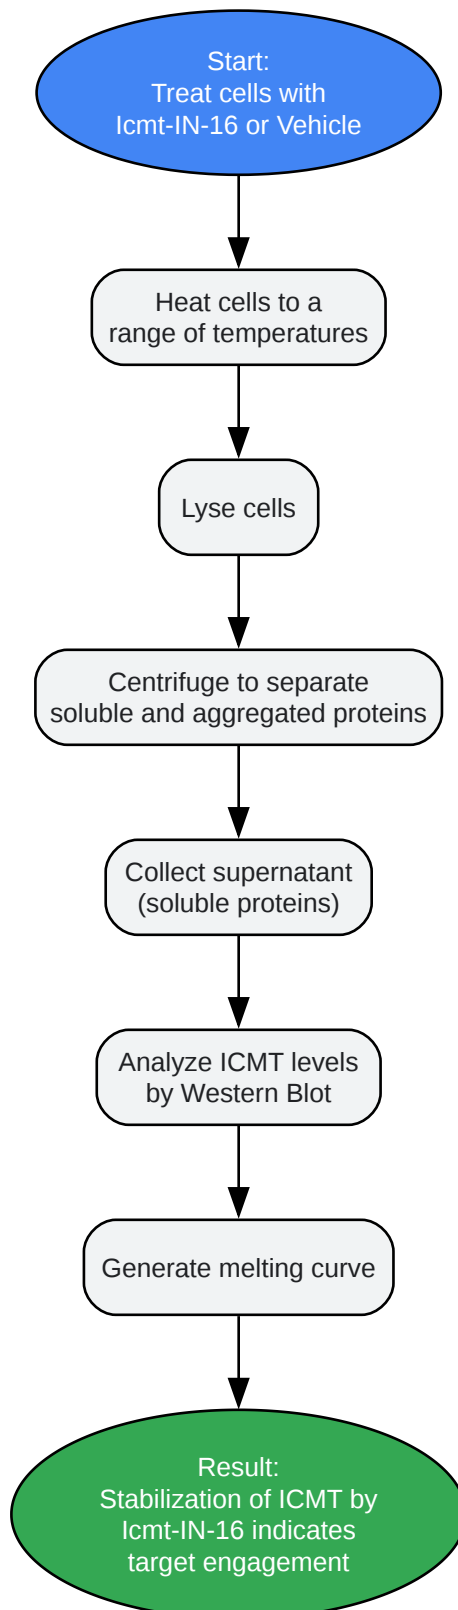 Start:
Treat cells with
Icmt-IN-16 or Vehicle
Heat cells to a
range of temperatures
Lyse cells
Centrifuge to separate
soluble and aggregated proteins
Collect supernatant
(soluble proteins)
Analyze ICMT levels
by Western Blot
Generate melting curve
Result:
Stabilization of ICMT by
Icmt-IN-16 indicates
target engagement